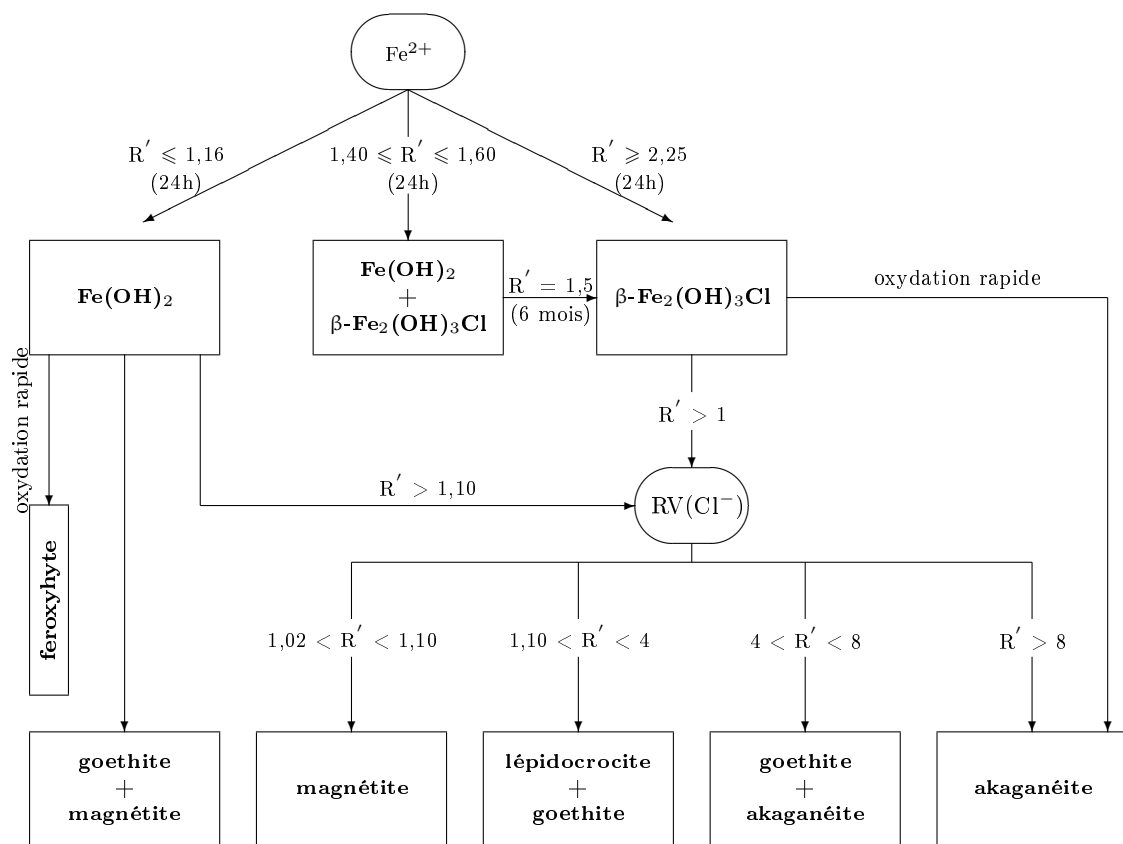 Fe²⁺
R′ ⩽ 1,16
(24h)
1,40 ⩽ R′ ⩽ 1,60
(24h)
R′ ⩾ 2,25
(24h)
Fe(OH)₂
Fe(OH)₂
+
β-Fe₂(OH)₃Cl
R′ = 1,5
(6 mois)
β-Fe₂(OH)₃Cl
oxydation rapide
oxydation rapide
R′ > 1
R′ > 1,10
RV(Cl⁻)
feroxyhyte
1,02 < R′ < 1,10
1,10 < R′ < 4
4 < R′ < 8
R′ > 8
goethite
+
magnétite
magnétite
lépidocrocite
+
goethite
goethite
+
akaganéite
akaganéite